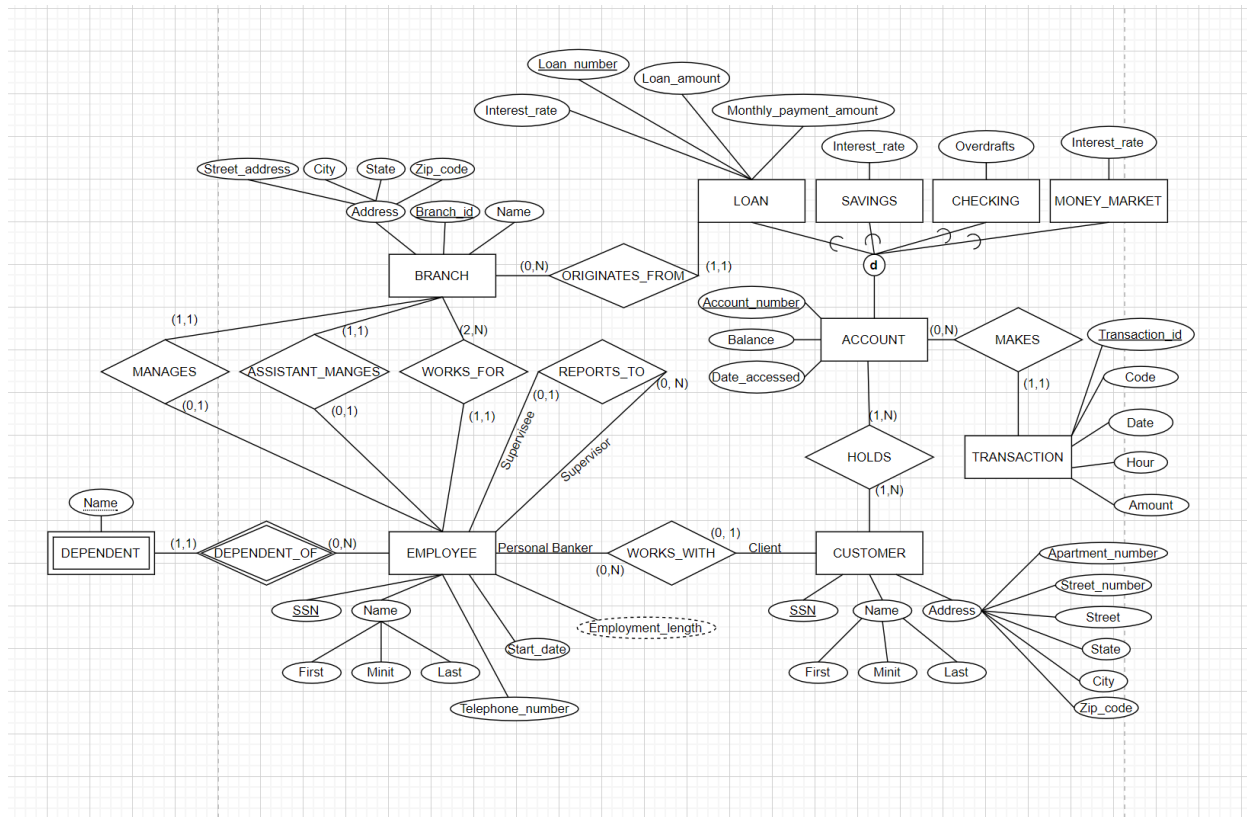 Loan_number
Loan_amount
Interest_rate
Monthly_payment_amount
Interest_rate
Overdrafts
Interest_rate
Street_address
City
State
Zip_code
LOAN
SAVINGS
CHECKING
MONEY_MARKET
Address
Branch_id
Name
BRANCH
(0,N)
ORIGINATES_FROM
(1,1)
d
Account_number
Balance
Date_accessed
ACCOUNT
(0,N)
MAKES
(1,1)
Transaction_id
Code
Date
Hour
Amount
TRANSACTION
(1,1)
(1,1)
(2,N)
MANAGES
ASSISTANT_MANGES
WORKS_FOR
REPORTS_TO
(0,1)
(0,1)
(1,1)
(0,1)
(0, N)
Supervisee
Supervisor
(1,N)
HOLDS
(1,N)
Name
DEPENDENT
(1,1)
DEPENDENT_OF
(0,N)
EMPLOYEE
Personal Banker
(0,N)
WORKS_WITH
(0, 1)
Client
CUSTOMER
SSN
Name
First
Minit
Last
Start_date
Employment_length
Telephone_number
SSN
Name
Address
First
Minit
Last
Apartment_number
Street_number
Street
State
City
Zip_code